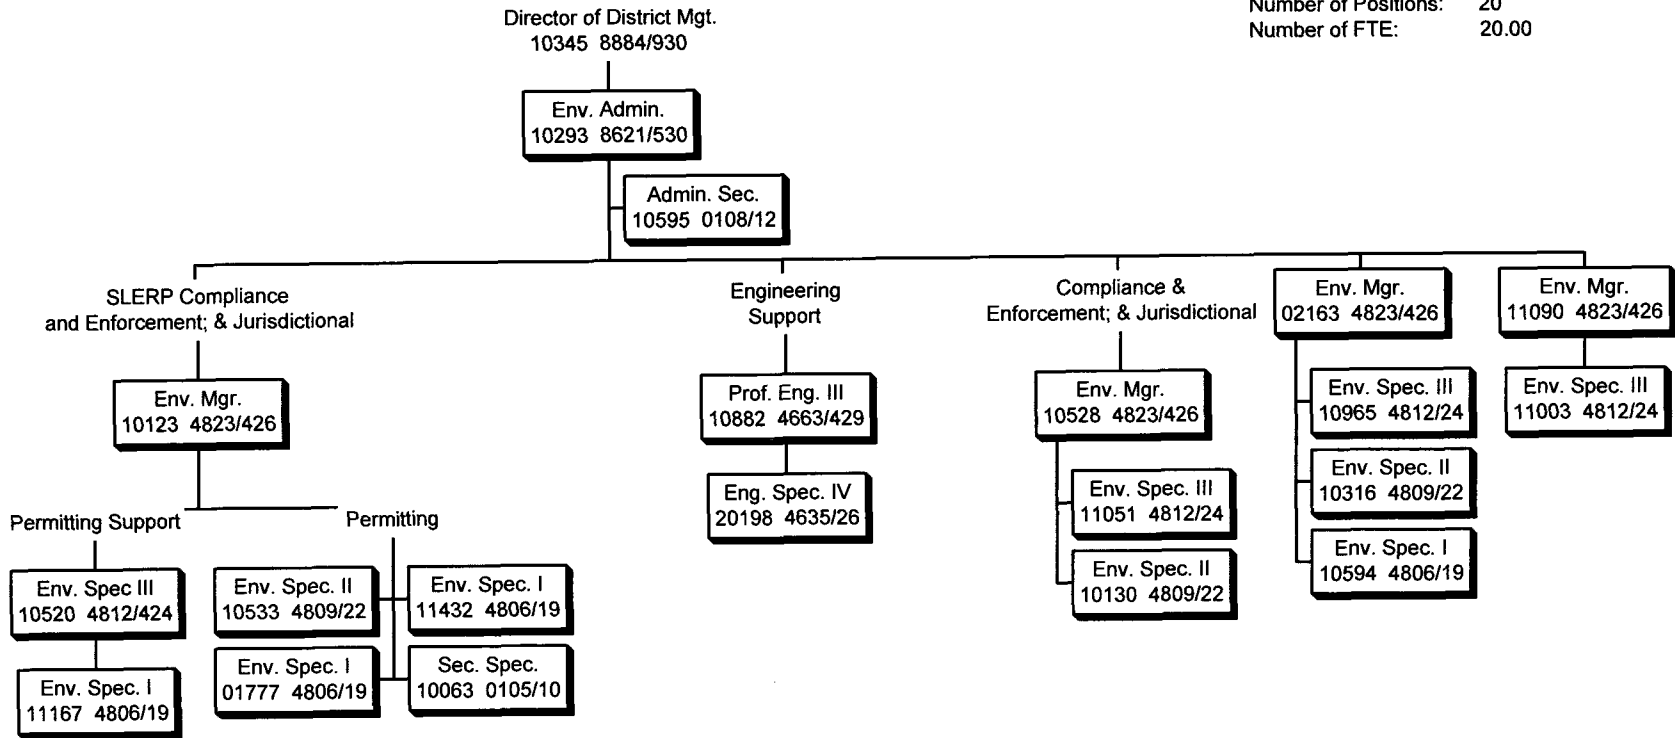 Number of Positions: 20
Number of FTE: 20.00
Director of District Mgt.
10345 8884/930
Env. Admin.
10293 8621/530
Admin. Sec.
10595 0108/12
SLERP Compliance
and Enforcement; & Jurisdictional
Env. Mgr.
10123 4823/426
Permitting Support
Env. Spec III
10520 4812/424
Env. Spec. I
11167 4806/19
Permitting
Env. Spec. II
10533 4809/22
Env. Spec. I
11432 4806/19
Env. Spec. I
01777 4806/19
Sec. Spec.
10063 0105/10
Engineering
Support
Prof. Eng. III
10882 4663/429
Eng. Spec. IV
20198 4635/26
Compliance &
Enforcement; & Jurisdictional
Env. Mgr.
10528 4823/426
Env. Spec. III
11051 4812/24
Env. Spec. II
10130 4809/22
Env. Mgr.
02163 4823/426
Env. Spec. III
10965 4812/24
Env. Spec. II
10316 4809/22
Env. Spec. I
10594 4806/19
Env. Mgr.
11090 4823/426
Env. Spec. III
11003 4812/24